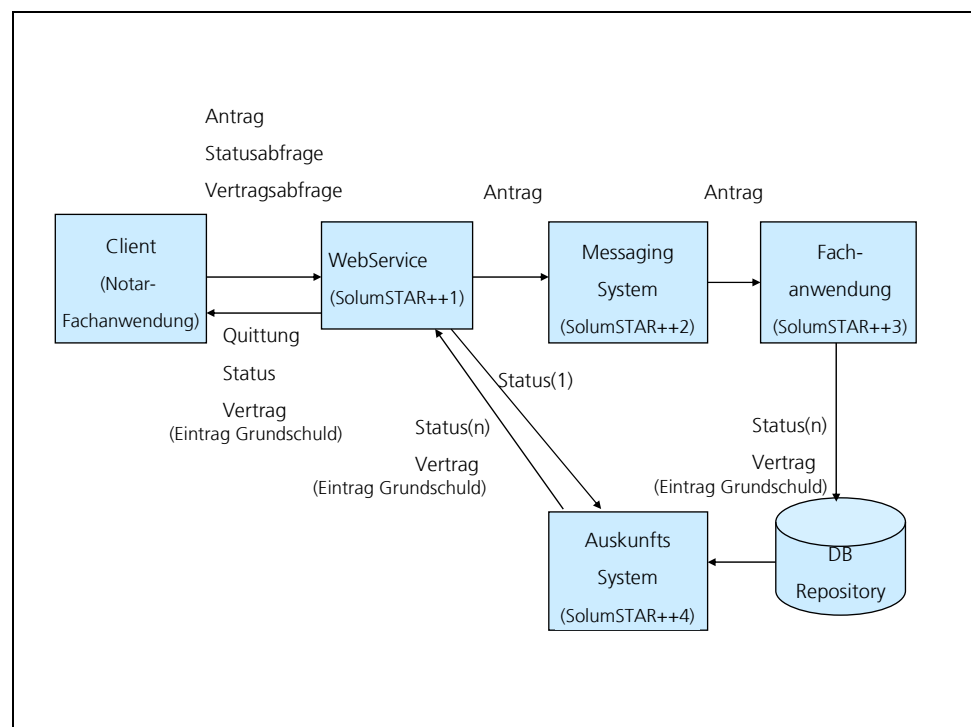 Antrag
Statusabfrage
Vertragsabfrage
Antrag
Antrag
Client
(Notar-
Fachanwendung)
WebService
(SolumSTAR++1)
Messaging
System
(SolumSTAR++2)
Fach-
anwendung
(SolumSTAR++3)
Quittung
Status
Vertrag
(Eintrag Grundschuld)
Status(1)
Status(n)
Vertrag
(Eintrag Grundschuld)
Status(n)
Vertrag
(Eintrag Grundschuld)
Auskunfts
System
(SolumSTAR++4)
DB
Repository